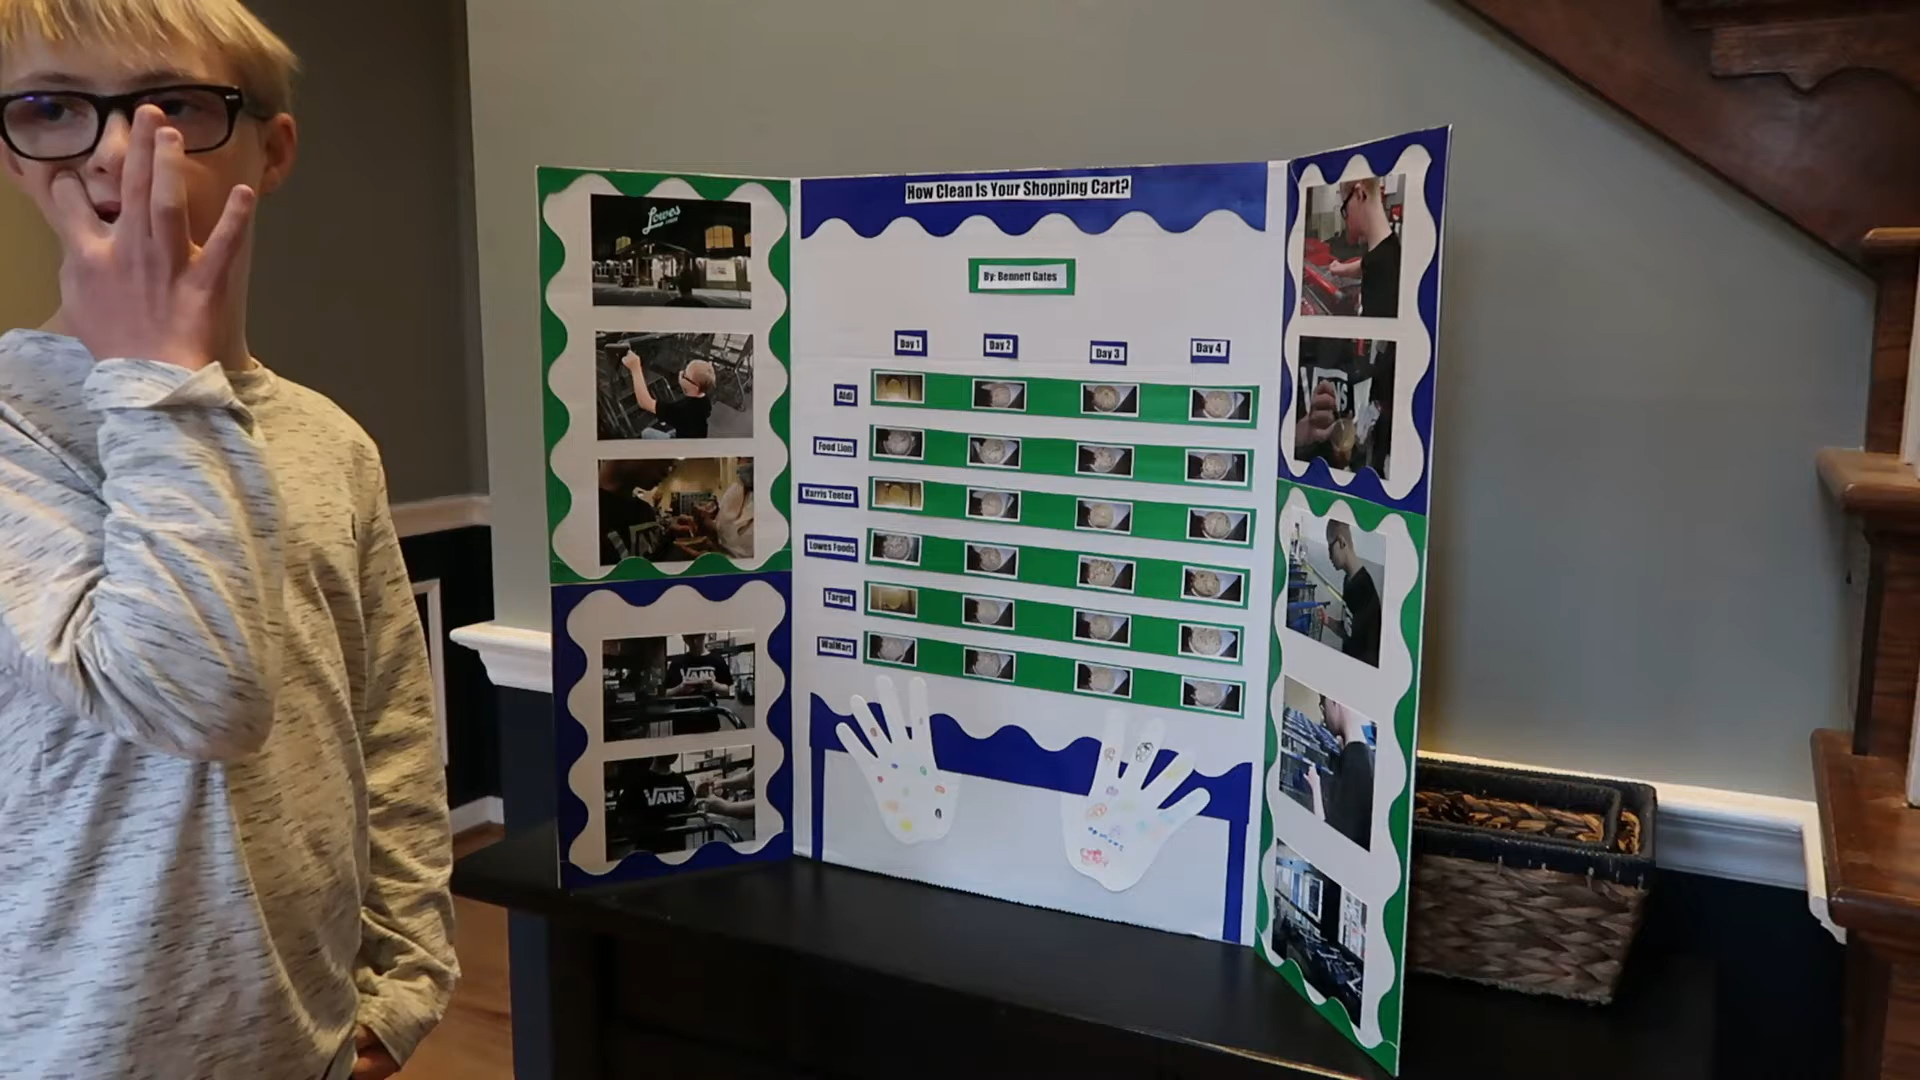 How Clean Is Your Shopping Cart?
By: Bennett Gates
Day 1
Day 2
Day 3
Day 4
Aldi
Food Lion
Harris Teeter
Lowes Foods
Target
WalMart
Lowes
VANS
VANS
VANS